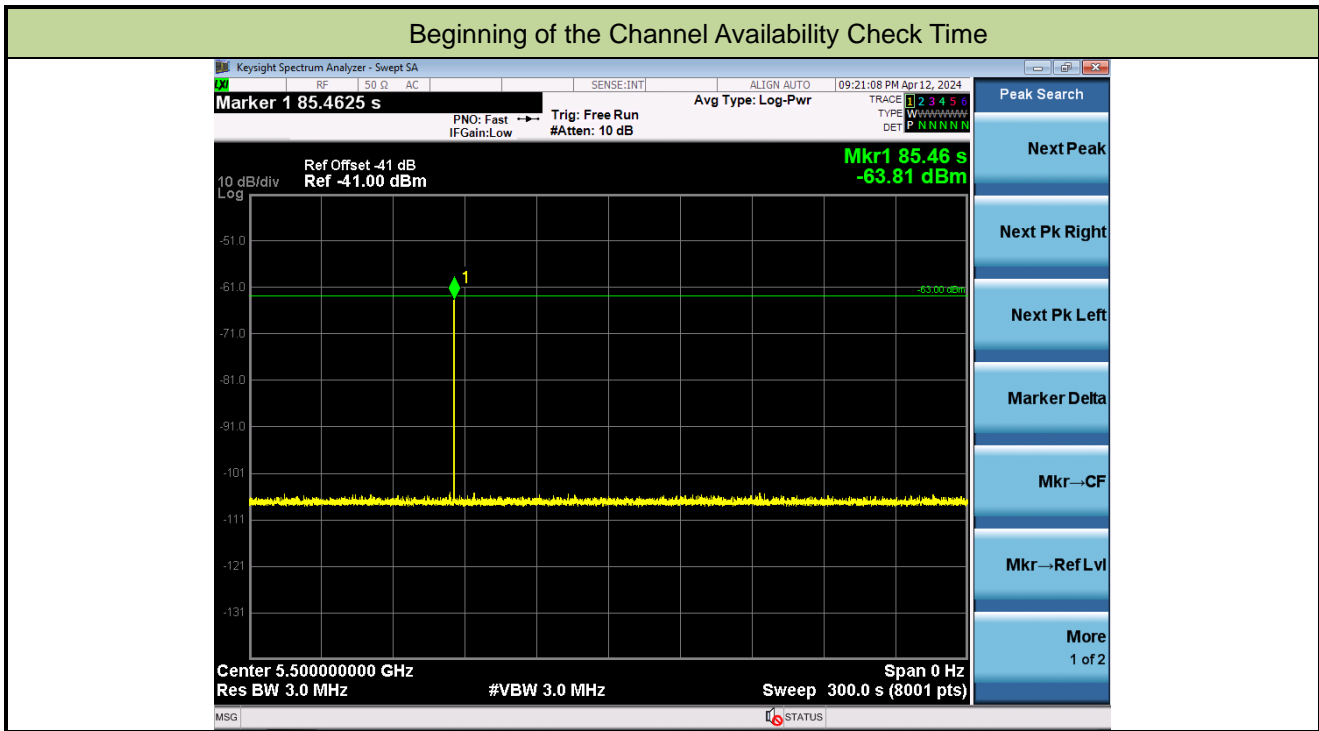 Beginning of the Channel Availability Check Time
Keysight Spectrum Analyzer - Swept SA
LXI RF 50 Ω AC SENSE:INT ALIGN AUTO 09:21:08 PM Apr 12, 2024
Marker 1 85.4625 s
PNO: Fast
IFGain:Low
Trig: Free Run
#Atten: 10 dB
Avg Type: Log-Pwr
TRACE 1 2 3 4 5 6
TYPE W
DET P N N N N N
Mkr1 85.46 s
-63.81 dBm
Ref Offset -41 dB
10 dB/div Ref -41.00 dBm
Log
-51.0
1
-61.0
-63.00 dBm
-71.0
-81.0
-91.0
-101
-111
-121
-131
Center 5.500000000 GHz Span 0 Hz
Res BW 3.0 MHz #VBW 3.0 MHz Sweep 300.0 s (8001 pts)
MSG STATUS
Peak Search
Next Peak
Next Pk Right
Next Pk Left
Marker Delta
Mkr→CF
Mkr→Ref Lvl
More
1 of 2